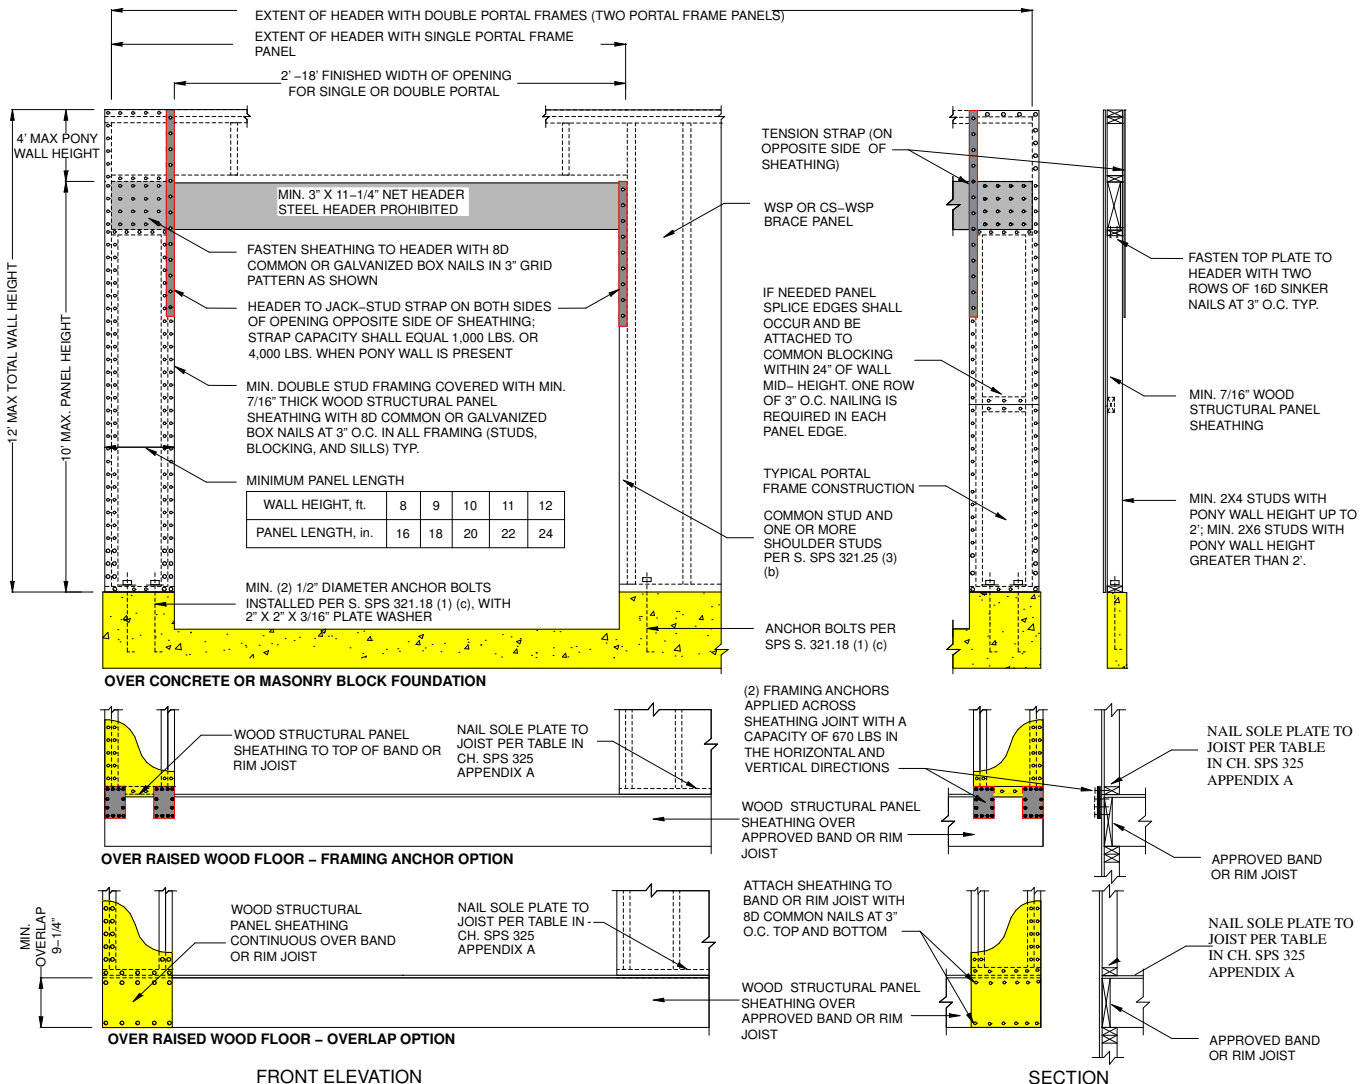 EXTENT OF HEADER WITH DOUBLE PORTAL FRAMES (TWO PORTAL FRAME PANELS)
EXTENT OF HEADER WITH SINGLE PORTAL FRAME
PANEL
2' –18' FINISHED WIDTH OF OPENING
FOR SINGLE OR DOUBLE PORTAL
4' MAX PONY
WALL HEIGHT
12' MAX TOTAL WALL HEIGHT
10' MAX. PANEL HEIGHT
MIN. 3" X 11–1/4" NET HEADER
STEEL HEADER PROHIBITED
FASTEN SHEATHING TO HEADER WITH 8D
COMMON OR GALVANIZED BOX NAILS IN 3" GRID
PATTERN AS SHOWN
HEADER TO JACK–STUD STRAP ON BOTH SIDES
OF OPENING OPPOSITE SIDE OF SHEATHING;
STRAP CAPACITY SHALL EQUAL 1,000 LBS. OR
4,000 LBS. WHEN PONY WALL IS PRESENT
MIN. DOUBLE STUD FRAMING COVERED WITH MIN.
7/16" THICK WOOD STRUCTURAL PANEL
SHEATHING WITH 8D COMMON OR GALVANIZED
BOX NAILS AT 3" O.C. IN ALL FRAMING (STUDS,
BLOCKING, AND SILLS) TYP.
MINIMUM PANEL LENGTH
WALL HEIGHT, ft. 8 9 10 11 12
PANEL LENGTH, in. 16 18 20 22 24
MIN. (2) 1/2" DIAMETER ANCHOR BOLTS
INSTALLED PER S. SPS 321.18 (1) (c), WITH
2" X 2" X 3/16" PLATE WASHER
TENSION STRAP (ON
OPPOSITE SIDE OF
SHEATHING)
WSP OR CS–WSP
BRACE PANEL
IF NEEDED PANEL
SPLICE EDGES SHALL
OCCUR AND BE
ATTACHED TO
COMMON BLOCKING
WITHIN 24" OF WALL
MID– HEIGHT. ONE ROW
OF 3" O.C. NAILING IS
REQUIRED IN EACH
PANEL EDGE.
TYPICAL PORTAL
FRAME CONSTRUCTION
COMMON STUD AND
ONE OR MORE
SHOULDER STUDS
PER S. SPS 321.25 (3)
(b)
ANCHOR BOLTS PER
SPS S. 321.18 (1) (c)
FASTEN TOP PLATE TO
HEADER WITH TWO
ROWS OF 16D SINKER
NAILS AT 3" O.C. TYP.
MIN. 7/16" WOOD
STRUCTURAL PANEL
SHEATHING
MIN. 2X4 STUDS WITH
PONY WALL HEIGHT UP TO
2'; MIN. 2X6 STUDS WITH
PONY WALL HEIGHT
GREATER THAN 2'.
OVER CONCRETE OR MASONRY BLOCK FOUNDATION
WOOD STRUCTURAL PANEL
SHEATHING TO TOP OF BAND OR
RIM JOIST
NAIL SOLE PLATE TO
JOIST PER TABLE IN
CH. SPS 325
APPENDIX A
(2) FRAMING ANCHORS
APPLIED ACROSS
SHEATHING JOINT WITH A
CAPACITY OF 670 LBS IN
THE HORIZONTAL AND
VERTICAL DIRECTIONS
WOOD STRUCTURAL PANEL
SHEATHING OVER
APPROVED BAND OR RIM
JOIST
NAIL SOLE PLATE TO
JOIST PER TABLE
IN CH. SPS 325
APPENDIX A
APPROVED BAND
OR RIM JOIST
OVER RAISED WOOD FLOOR – FRAMING ANCHOR OPTION
MIN.
OVERLAP
9–1/4"
WOOD STRUCTURAL
PANEL SHEATHING
CONTINUOUS OVER BAND
OR RIM JOIST
NAIL SOLE PLATE TO
JOIST PER TABLE IN
CH. SPS 325
APPENDIX A
ATTACH SHEATHING TO
BAND OR RIM JOIST WITH
8D COMMON NAILS AT 3"
O.C. TOP AND BOTTOM
WOOD STRUCTURAL PANEL
SHEATHING OVER
APPROVED BAND OR RIM
JOIST
NAIL SOLE PLATE TO
JOIST PER TABLE
IN CH. SPS 325
APPENDIX A
APPROVED BAND
OR RIM JOIST
OVER RAISED WOOD FLOOR – OVERLAP OPTION
FRONT ELEVATION
SECTION